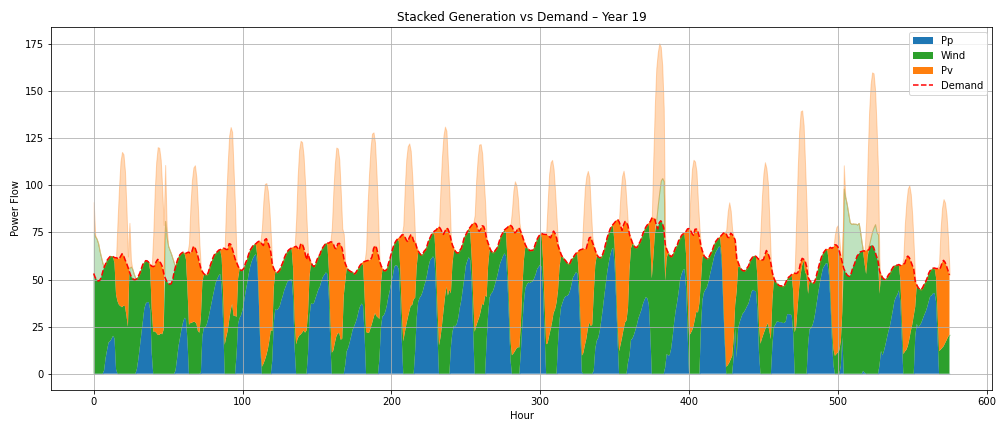 Stacked Generation vs Demand – Year 19
Pp
Wind
Pv
Demand
Power Flow
175
150
125
100
75
50
25
0
0 100 200 300 400 500 600
Hour